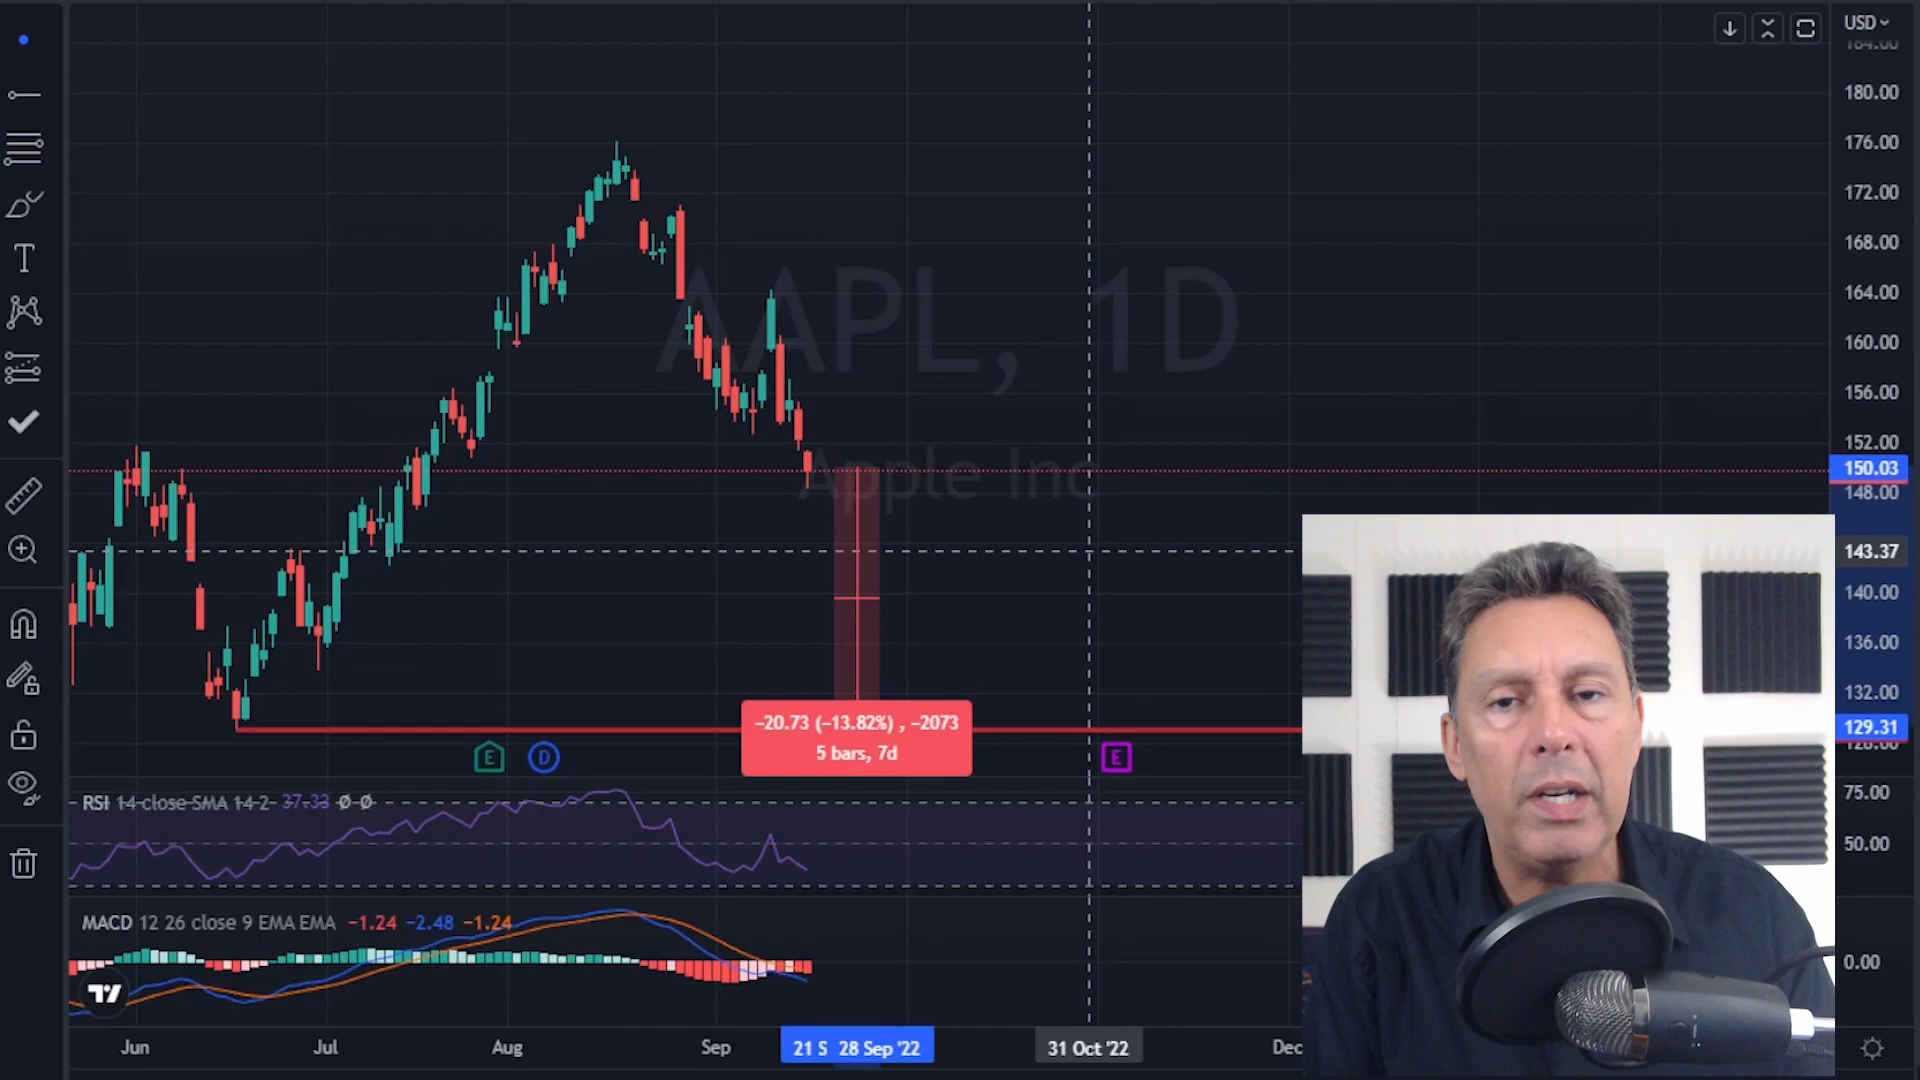 USD
184.00
180.00
176.00
172.00
168.00
164.00
160.00
156.00
152.00
150.03
148.00
143.37
140.00
136.00
132.00
129.31
AAPL, 1D
Apple Inc
T
−20.73 (−13.82%) , −2073
5 bars, 7d
E
D
E
RSI 14 close SMA 14 2 37.33 Ø Ø
75.00
50.00
MACD 12 26 close 9 EMA EMA −1.24 −2.48 −1.24
0.00
Jun
Jul
Aug
Sep
21 S
28 Sep '22
31 Oct '22
Dec